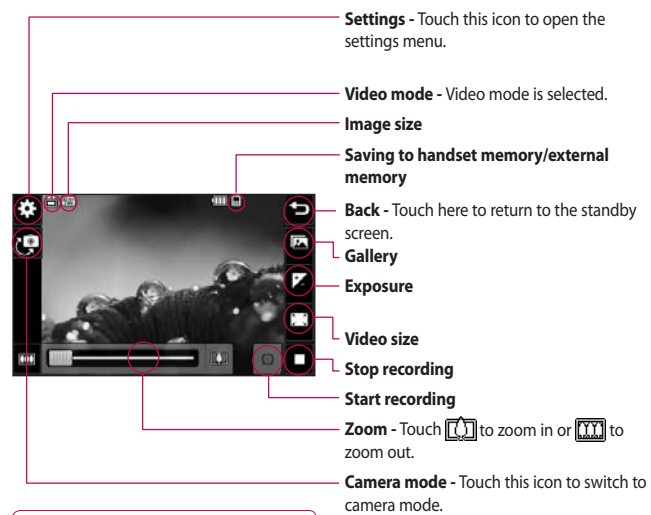 Settings - Touch this icon to open the
settings menu.
Video mode - Video mode is selected.
Image size
Saving to handset memory/external
memory
Back - Touch here to return to the standby
screen.
Gallery
Exposure
Video size
Stop recording
Start recording
Zoom - Touch to zoom in or to
zoom out.
Camera mode - Touch this icon to switch to
camera mode.